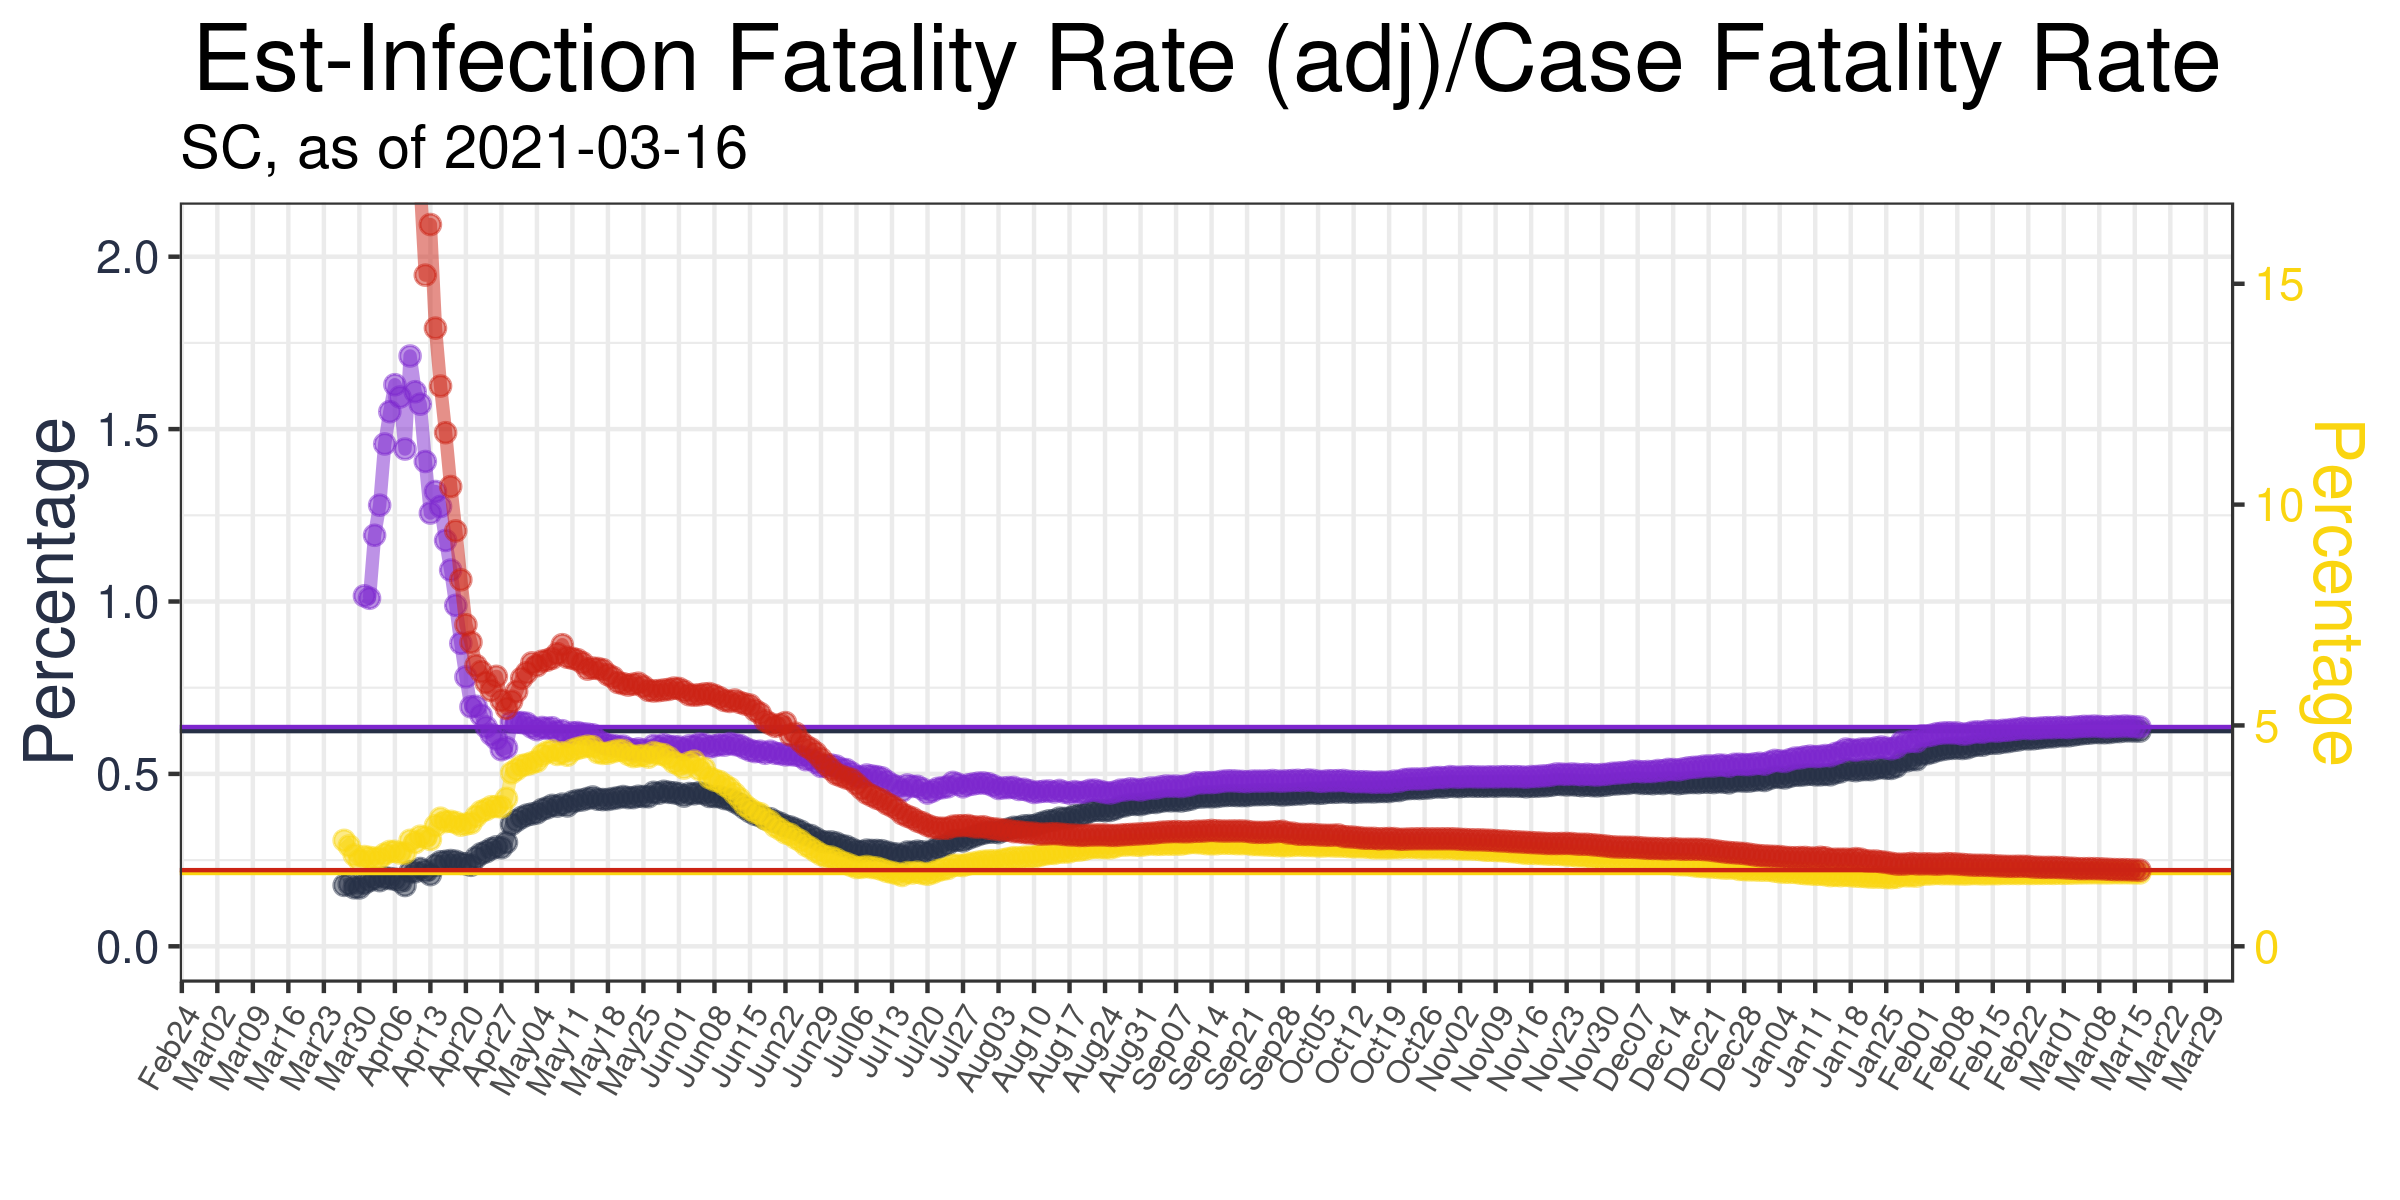 Est-Infection Fatality Rate (adj)/Case Fatality Rate
SC, as of 2021-03-16
Percentage
2.0
1.5
1.0
0.5
0.0
15
10
5
0
Percentage
Feb24
Mar02
Mar09
Mar16
Mar23
Mar30
Apr06
Apr13
Apr20
Apr27
May04
May11
May18
May25
Jun01
Jun08
Jun15
Jun22
Jun29
Jul06
Jul13
Jul20
Jul27
Aug03
Aug10
Aug17
Aug24
Aug31
Sep07
Sep14
Sep21
Sep28
Oct05
Oct12
Oct19
Oct26
Nov02
Nov09
Nov16
Nov23
Nov30
Dec07
Dec14
Dec21
Dec28
Jan04
Jan11
Jan18
Jan25
Feb01
Feb08
Feb15
Feb22
Mar01
Mar08
Mar15
Mar22
Mar29